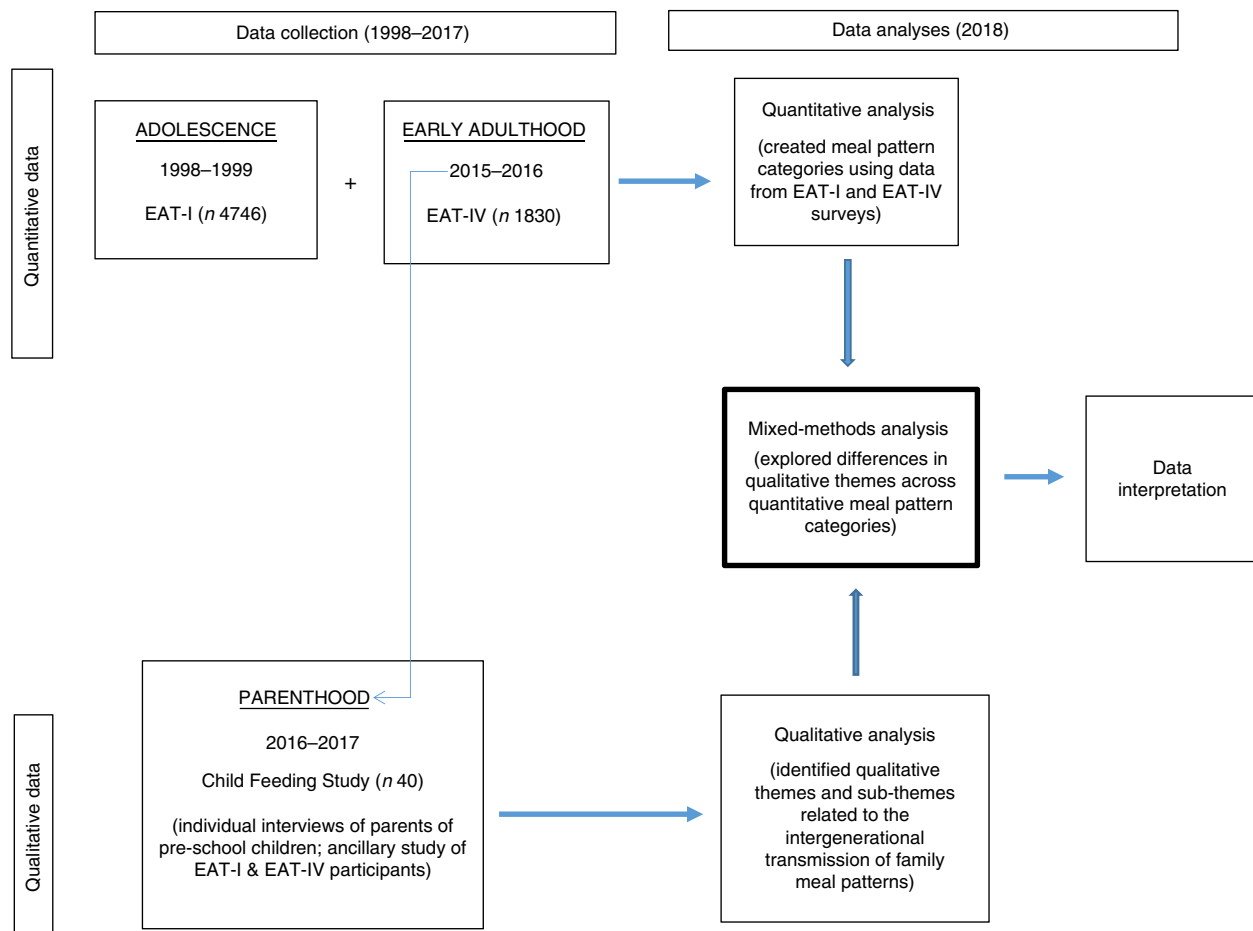 Data collection (1998–2017)
Data analyses (2018)
Quantitative data
ADOLESCENCE
1998–1999
EAT-I (n 4746)
+
EARLY ADULTHOOD
2015–2016
EAT-IV (n 1830)
Quantitative analysis
(created meal pattern
categories using data
from EAT-I and EAT-IV
surveys)
Mixed-methods analysis
(explored differences in
qualitative themes across
quantitative meal pattern
categories)
Data
interpretation
Qualitative data
PARENTHOOD
2016–2017
Child Feeding Study (n 40)
(individual interviews of parents of
pre-school children; ancillary study of
EAT-I & EAT-IV participants)
Qualitative analysis
(identified qualitative
themes and sub-themes
related to the
intergenerational
transmission of family
meal patterns)